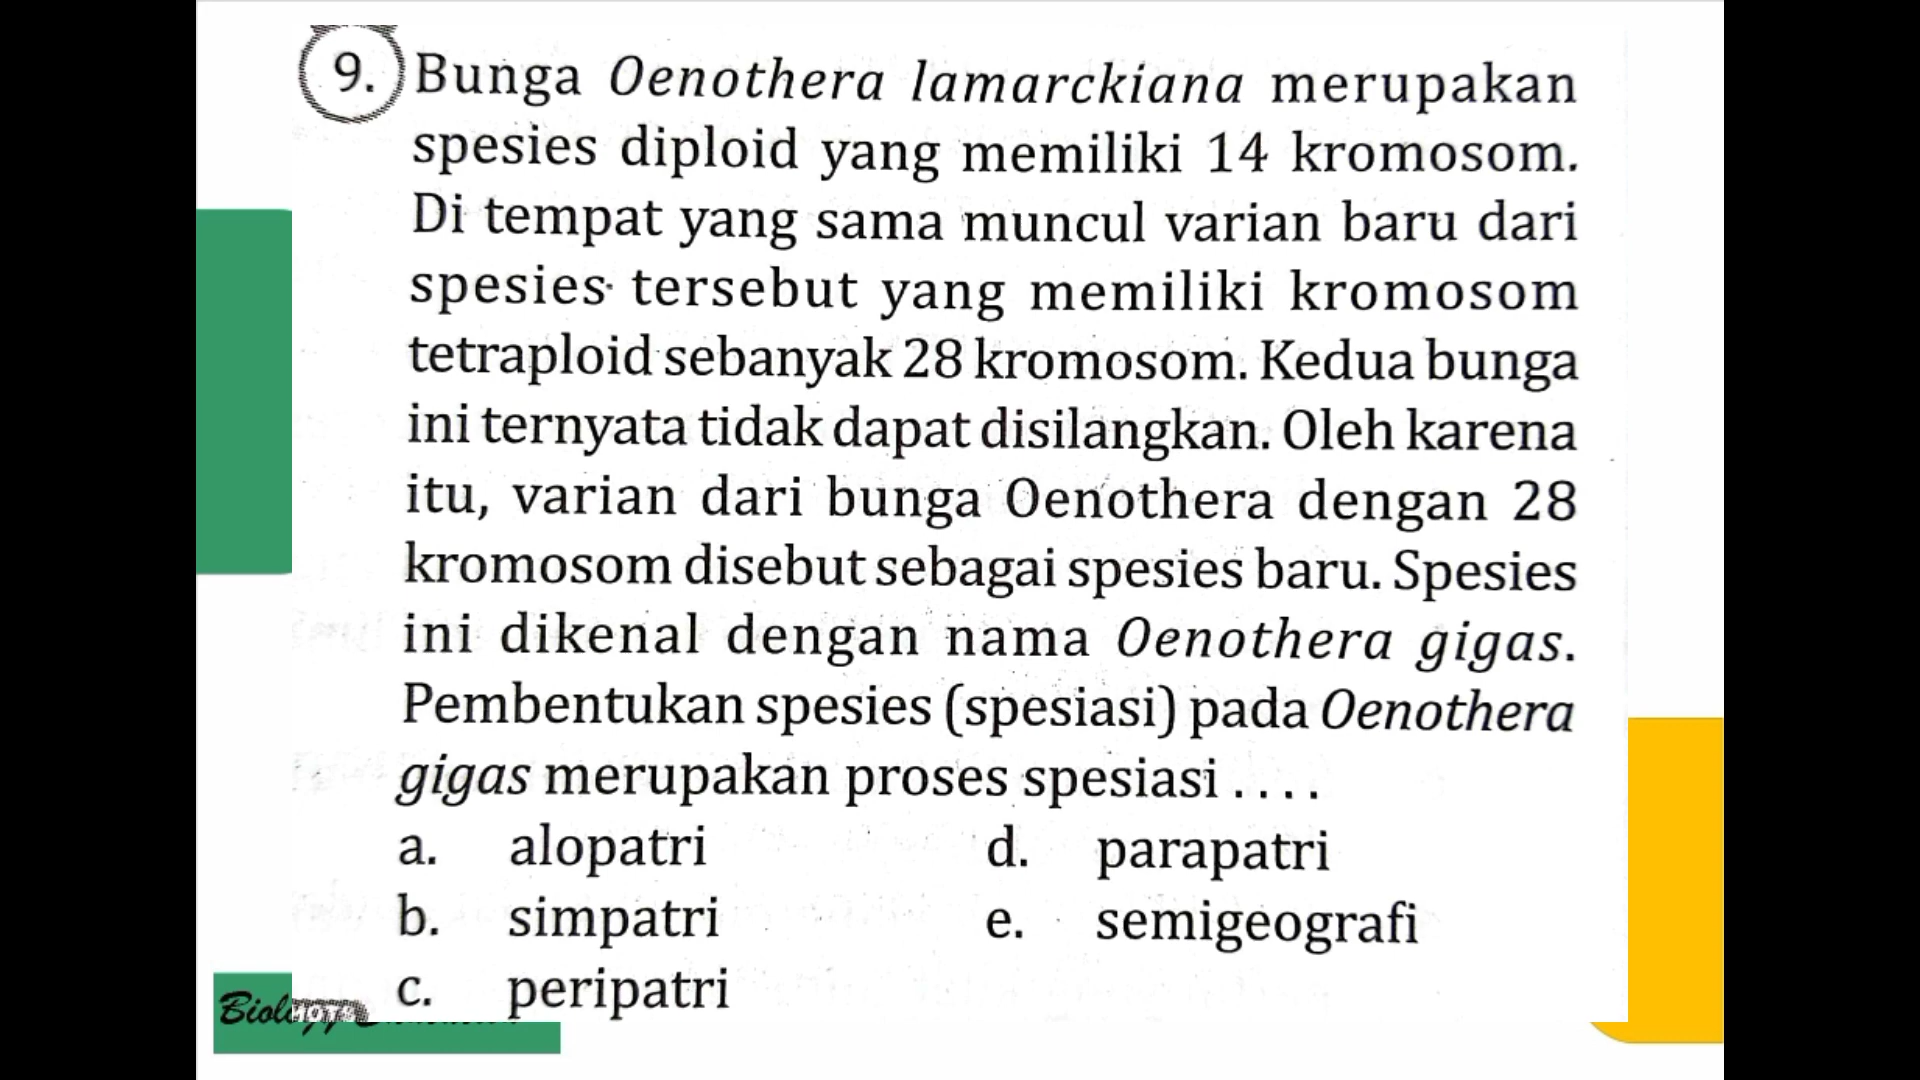 9. Bunga Oenothera lamarckiana merupakan
spesies diploid yang memiliki 14 kromosom.
Di tempat yang sama muncul varian baru dari
spesies tersebut yang memiliki kromosom
tetraploid sebanyak 28 kromosom. Kedua bunga
ini ternyata tidak dapat disilangkan. Oleh karena
itu, varian dari bunga Oenothera dengan 28
kromosom disebut sebagai spesies baru. Spesies
ini dikenal dengan nama Oenothera gigas.
Pembentukan spesies (spesiasi) pada Oenothera
gigas merupakan proses spesiasi . . . .
a. alopatri
b. simpatri
c. peripatri
d. parapatri
e. semigeografi